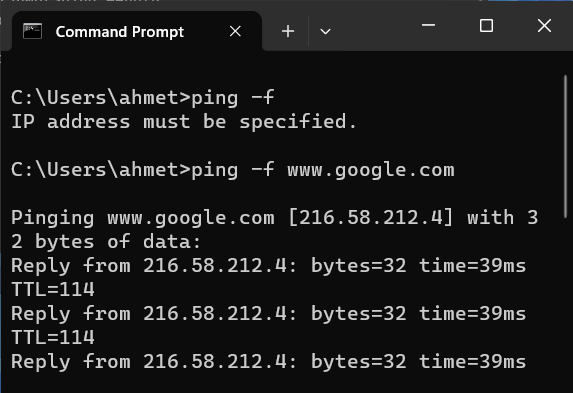 Command Prompt
C:\Users\ahmet>ping -f
IP address must be specified.
C:\Users\ahmet>ping -f www.google.com
Pinging www.google.com [216.58.212.4] with 3
2 bytes of data:
Reply from 216.58.212.4: bytes=32 time=39ms
TTL=114
Reply from 216.58.212.4: bytes=32 time=39ms
TTL=114
Reply from 216.58.212.4: bytes=32 time=39ms